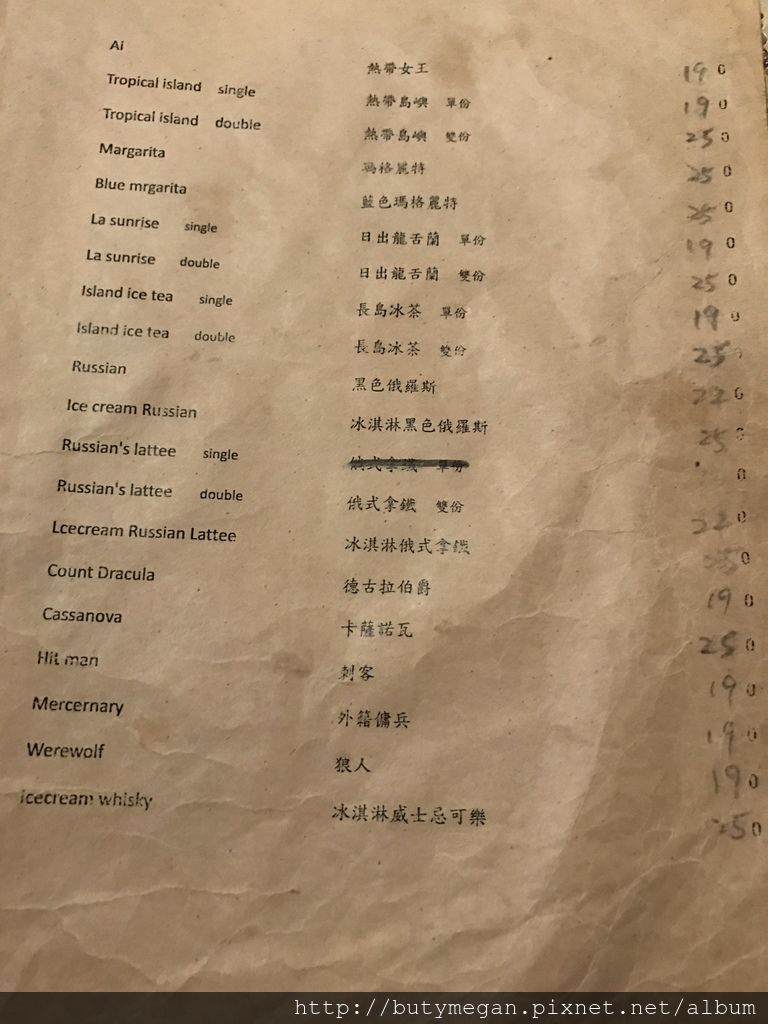 Ai 熱帶女王 190
Tropical island single 熱帶島嶼 單份 190
Tropical island double 熱帶島嶼 雙份 250
Margarita 瑪格麗特 250
Blue mrgarita 藍色瑪格麗特 250
La sunrise single 日出龍舌蘭 單份 190
La sunrise double 日出龍舌蘭 雙份 250
Island ice tea single 長島冰茶 單份 190
Island ice tea double 長島冰茶 雙份 250
Russian 黑色俄羅斯 220
Ice cream Russian 冰淇淋黑色俄羅斯 250
Russian's lattee single 俄式拿鐵 單份 0
Russian's lattee double 俄式拿鐵 雙份 220
Lcecream Russian Lattee 冰淇淋俄式拿鐵 250
Count Dracula 德古拉伯爵 190
Cassanova 卡薩諾瓦 250
Hit man 刺客 190
Mercernary 外籍傭兵 190
Werewolf 狼人 190
icecream whisky 冰淇淋威士忌可樂 250
http://butymegan.pixnet.net/album